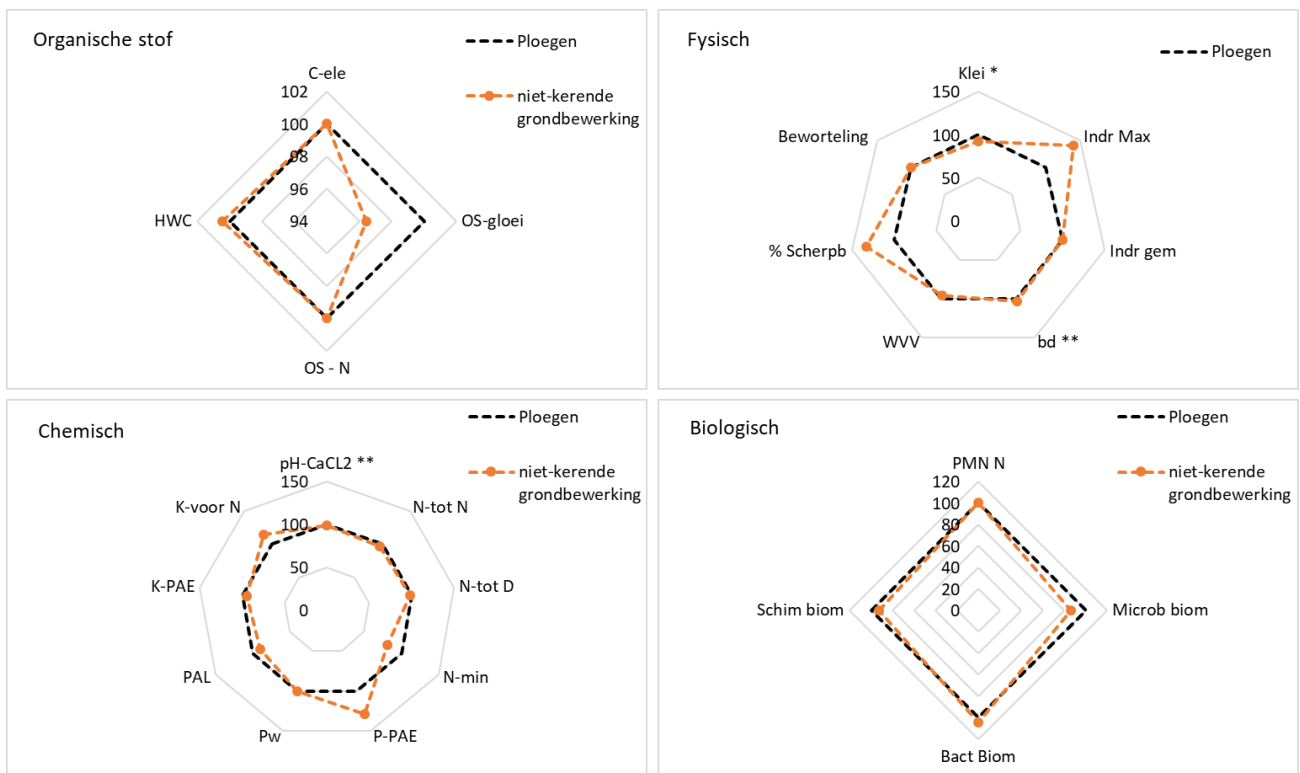 Organische stof
Ploegen
niet-kerende
grondbewerking
C-ele
102
100
98
96
94
HWC
OS-gloei
OS - N
Fysisch
Ploegen
Klei *
150
100
50
0
Beworteling
Indr Max
% Scherpb
Indr gem
WVV
bd **
Chemisch
Ploegen
niet-kerende
grondbewerking
pH-CaCL2 **
150
100
50
0
K-voor N
N-tot N
K-PAE
N-tot D
PAL
N-min
Pw
P-PAE
Biologisch
Ploegen
niet-kerende
grondbewerking
PMN N
120
100
80
60
40
20
0
Schim biom
Microb biom
Bact Biom